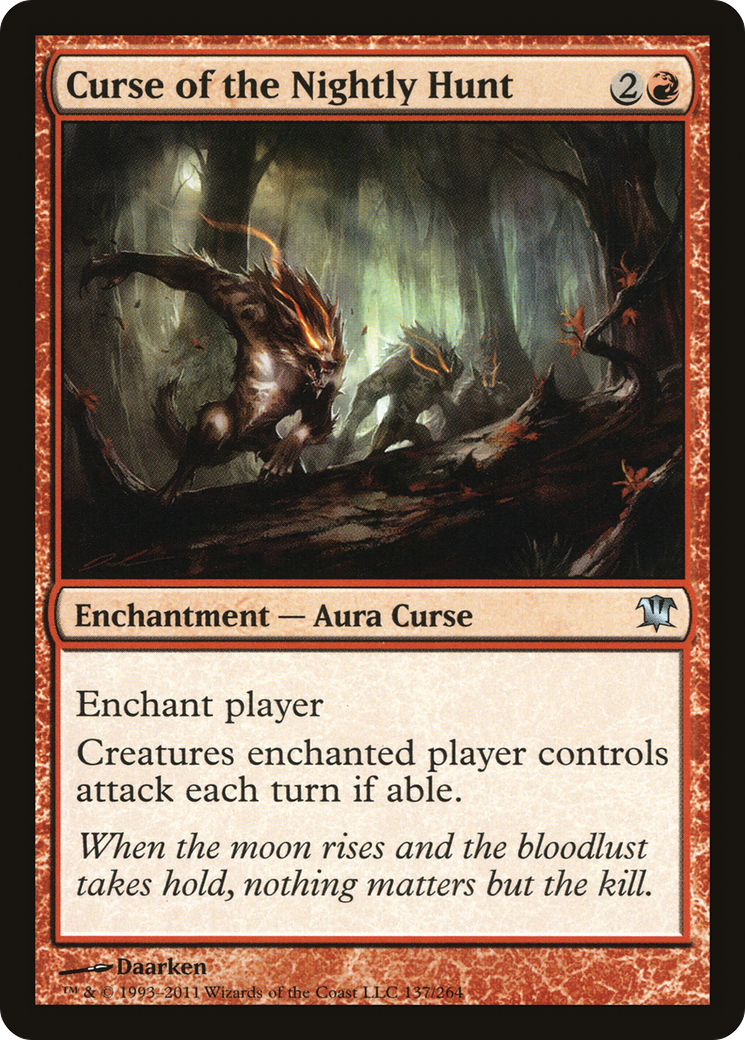 Curse of the Nightly Hunt 2
Enchantment — Aura Curse
Enchant player
Creatures enchanted player controls
attack each turn if able.
When the moon rises and the bloodlust
takes hold, nothing matters but the kill.
Daarken
™ & © 1993–2011 Wizards of the Coast LLC 137/264